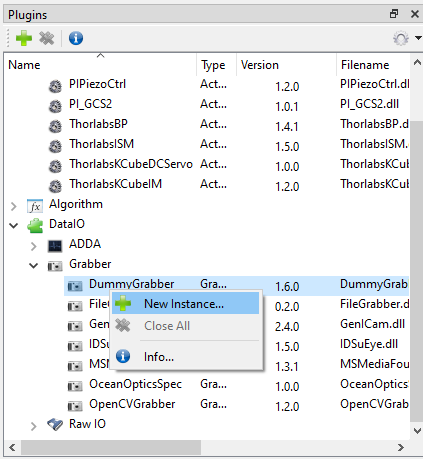 Plugins
Name Type Version Filename
PIPiezoCtrl Act... 1.2.0 PIPiezoCtrl.dl
PI_GCS2 Act... 1.0.1 PI_GCS2.dll
ThorlabsBP Act... 1.4.1 ThorlabsBP.dl
ThorlabsISM Act... 1.5.0 ThorlabsISM.
ThorlabsKCubeDCServo Act... 1.0.0 ThorlabsKCub
ThorlabsKCubeIM Act... 1.2.0 ThorlabsKCub
fx Algorithm
DataIO
ADDA
Grabber
DummyGrabber Gra... 1.6.0 DummyGrabl
FileG 0.2.0 FileGrabber.d
New Instance...
GenI 2.4.0 GenICam.dll
Close All
IDSu 1.5.0 IDSuEye.dll
MSM 1.3.1 MSMediaFou
Info...
OceanOpticsSpec Gra... 1.0.0 OceanOptics
OpenCVGrabber Gra... 1.2.0 OpenCVGrab
Raw IO